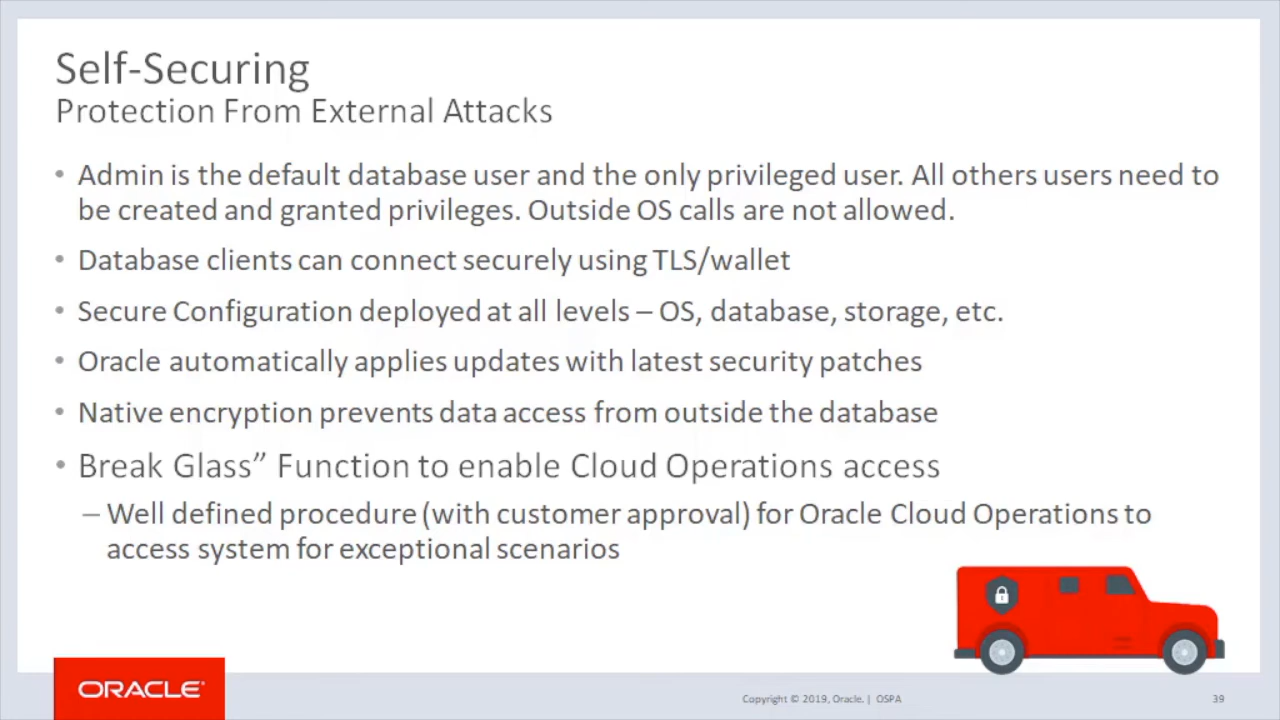 Self-Securing
Protection From External Attacks
• Admin is the default database user and the only privileged user. All others users need to
be created and granted privileges. Outside OS calls are not allowed.
• Database clients can connect securely using TLS/wallet
• Secure Configuration deployed at all levels – OS, database, storage, etc.
• Oracle automatically applies updates with latest security patches
• Native encryption prevents data access from outside the database
• Break Glass” Function to enable Cloud Operations access
– Well defined procedure (with customer approval) for Oracle Cloud Operations to
access system for exceptional scenarios
ORACLE®
Copyright © 2019, Oracle. | OSPA
39